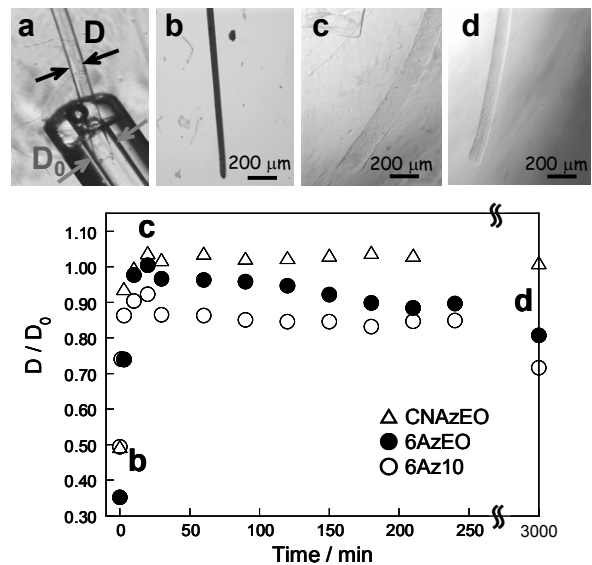 a
D
D0
b
200 μm
c
200 μm
d
200 μm
D / D0
1.10
1.00
0.90
0.80
0.70
0.60
0.50
0.40
0.30
c
b
d
CNAzEO
6AzEO
6Az10
0
50
100
150
200
250
3000
Time / min